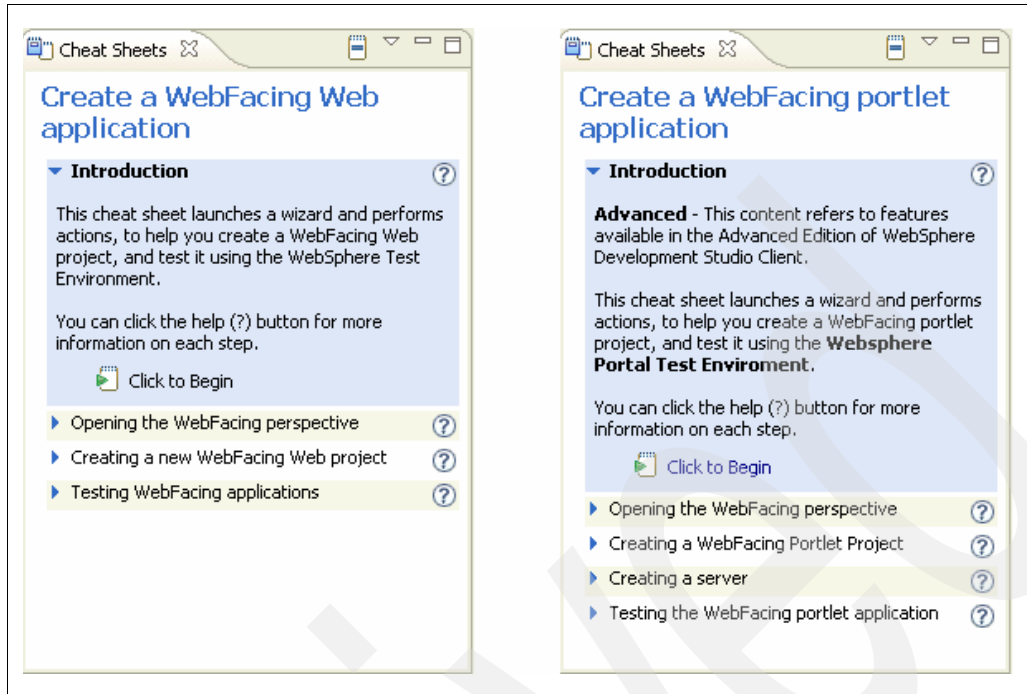 Cheat Sheets
Create a WebFacing Web
application
Introduction
This cheat sheet launches a wizard and performs
actions, to help you create a WebFacing Web
project, and test it using the WebSphere Test
Environment.
You can click the help (?) button for more
information on each step.
Click to Begin
Opening the WebFacing perspective
Creating a new WebFacing Web project
Testing WebFacing applications
Cheat Sheets
Create a WebFacing portlet
application
Introduction
Advanced - This content refers to features
available in the Advanced Edition of WebSphere
Development Studio Client.
This cheat sheet launches a wizard and performs
actions, to help you create a WebFacing portlet
project, and test it using the Websphere
Portal Test Enviroment.
You can click the help (?) button for more
information on each step.
Click to Begin
Opening the WebFacing perspective
Creating a WebFacing Portlet Project
Creating a server
Testing the WebFacing portlet application